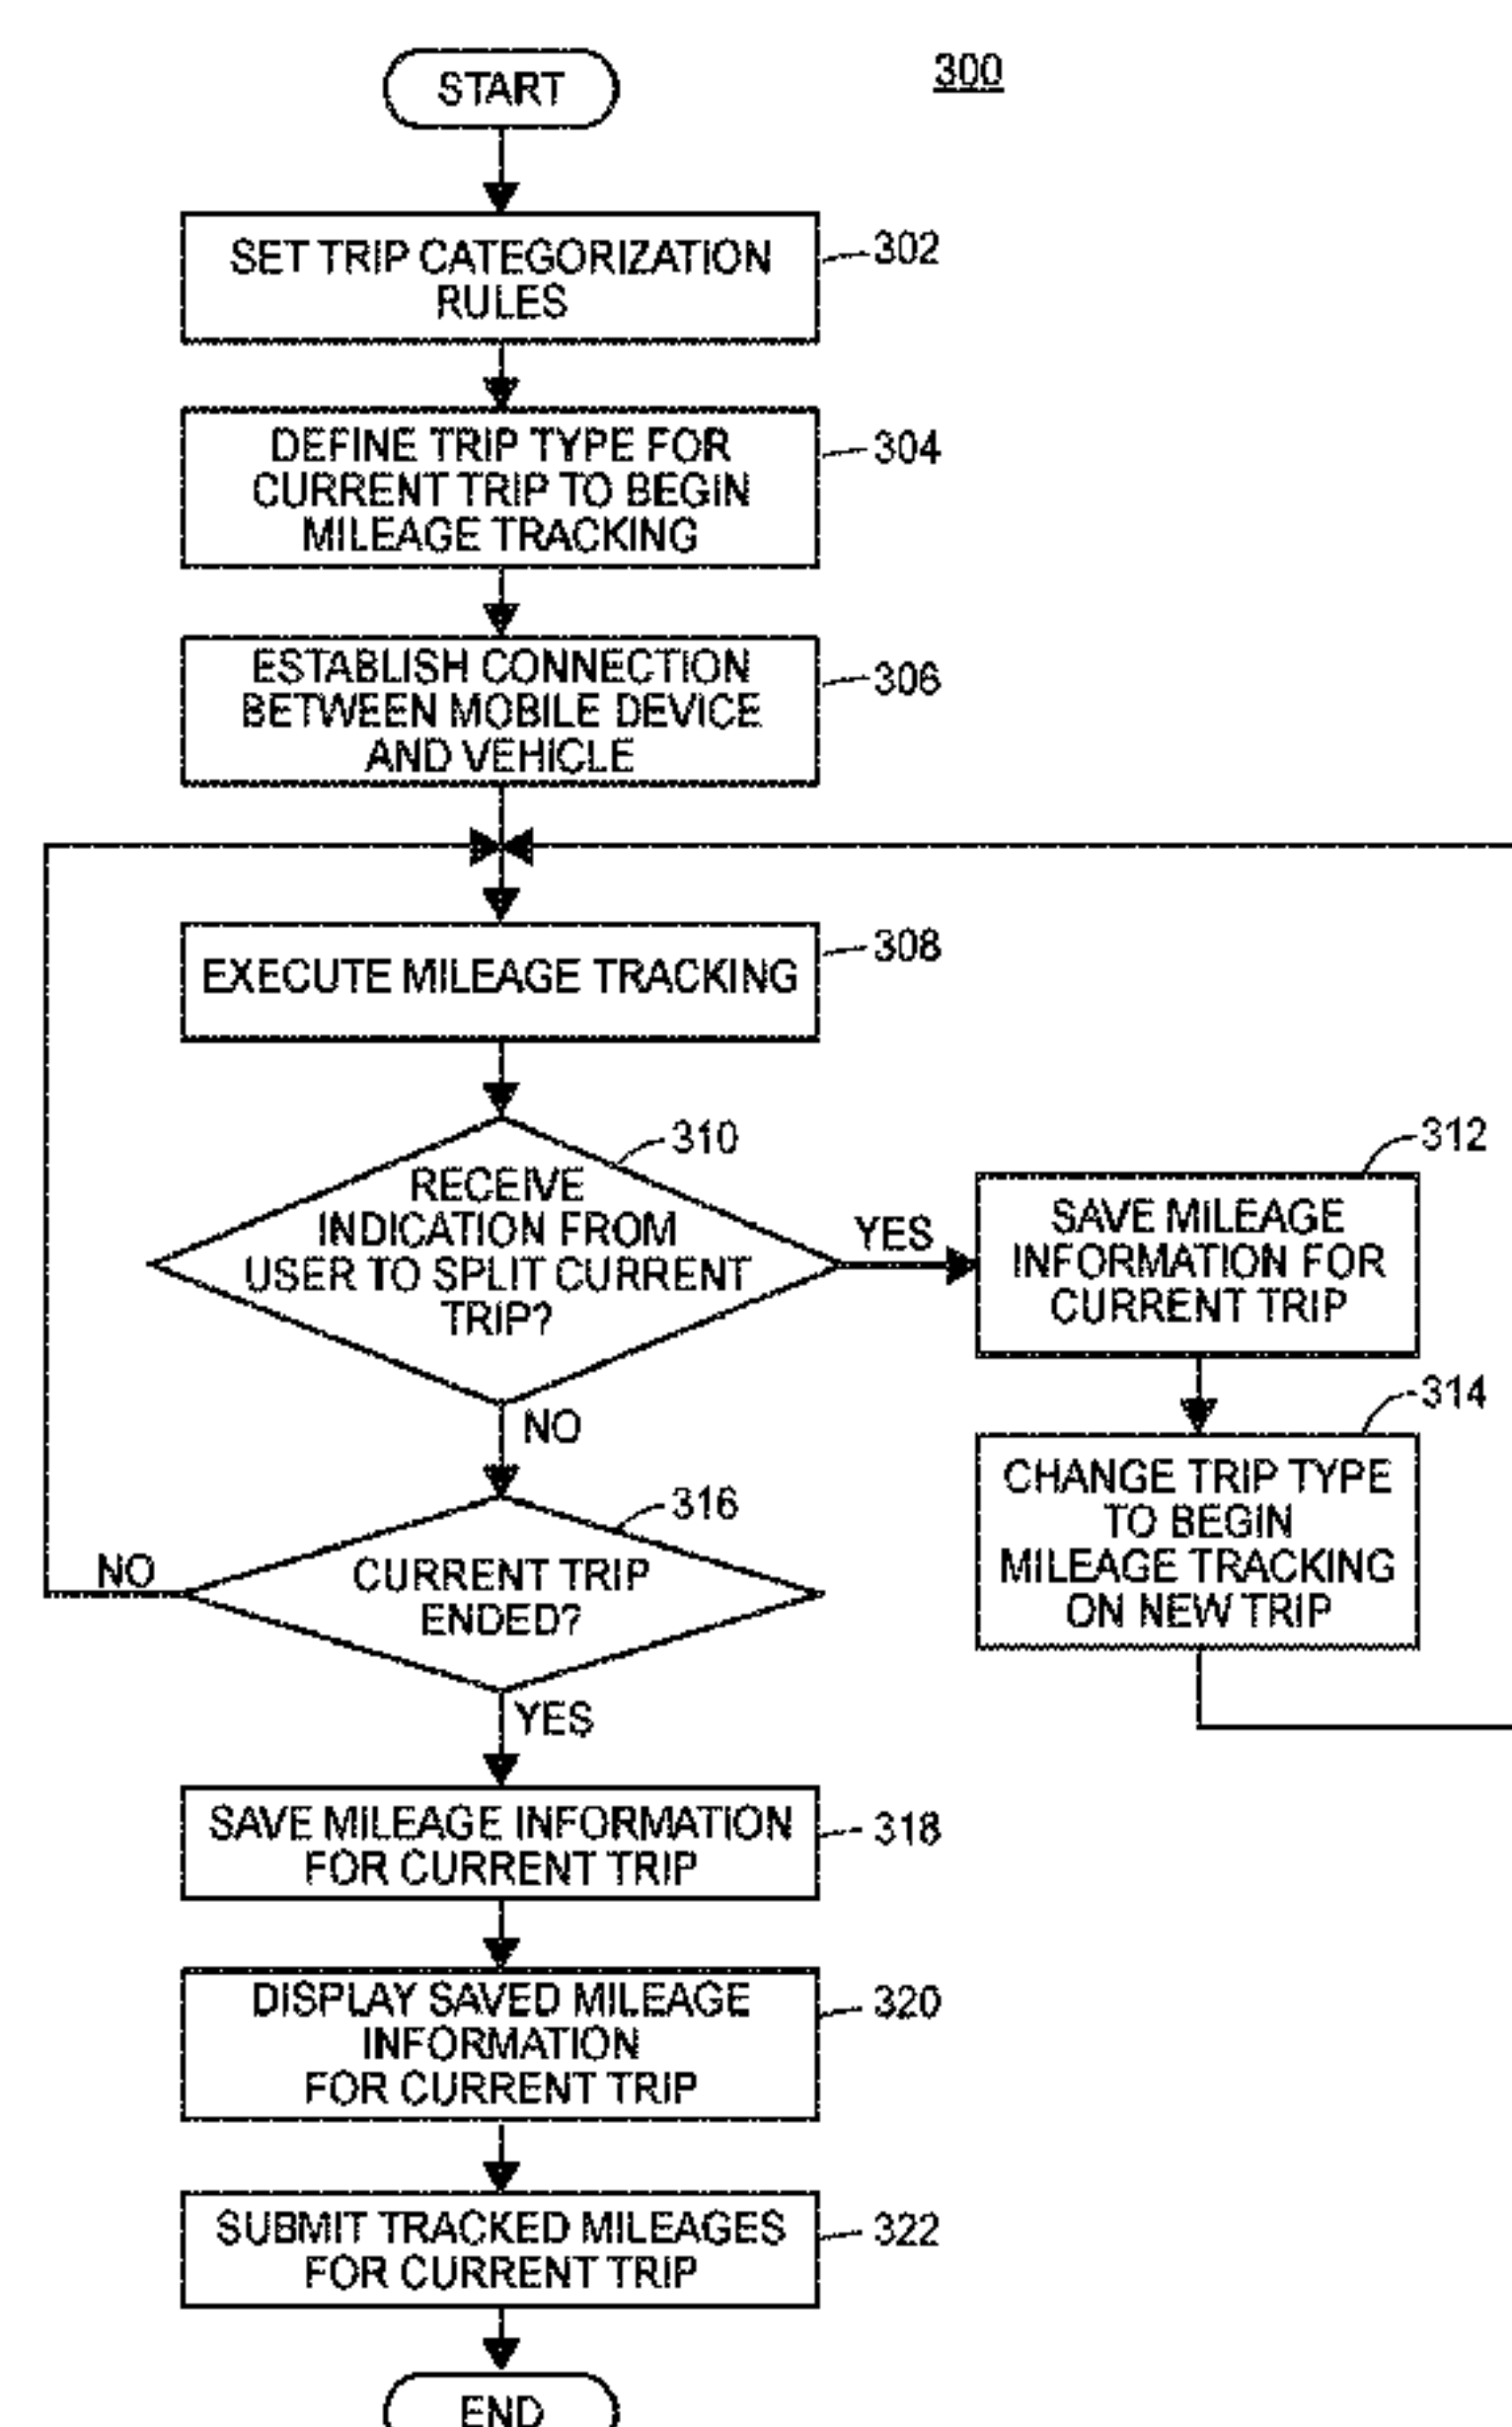 START
300
SET TRIP CATEGORIZATION
RULES
302
DEFINE TRIP TYPE FOR
CURRENT TRIP TO BEGIN
MILEAGE TRACKING
304
ESTABLISH CONNECTION
BETWEEN MOBILE DEVICE
AND VEHICLE
306
EXECUTE MILEAGE TRACKING
308
RECEIVE
INDICATION FROM
USER TO SPLIT CURRENT
TRIP?
310
YES
SAVE MILEAGE
INFORMATION FOR
CURRENT TRIP
312
NO
CHANGE TRIP TYPE
TO BEGIN
MILEAGE TRACKING
ON NEW TRIP
314
CURRENT TRIP
ENDED?
316
NO
YES
SAVE MILEAGE INFORMATION
FOR CURRENT TRIP
318
DISPLAY SAVED MILEAGE
INFORMATION
FOR CURRENT TRIP
320
SUBMIT TRACKED MILEAGES
FOR CURRENT TRIP
322
END